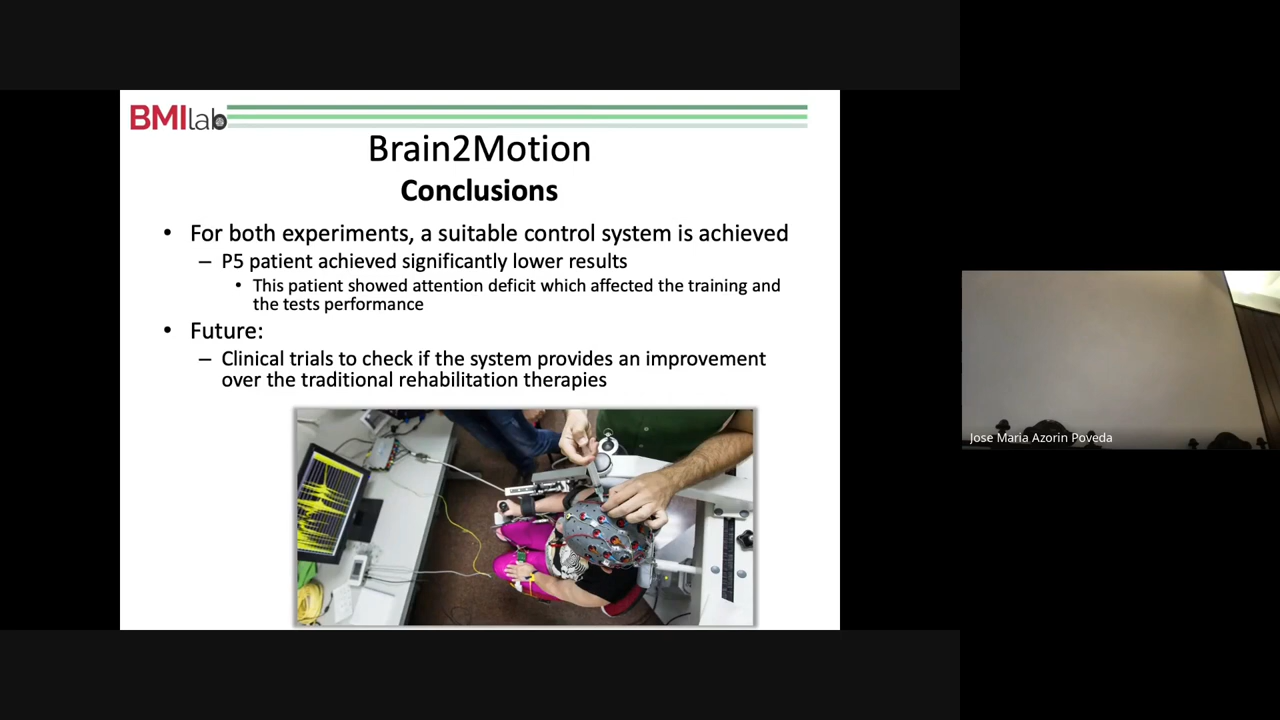 BMIlab
Brain2Motion
Conclusions
• For both experiments, a suitable control system is achieved
– P5 patient achieved significantly lower results
• This patient showed attention deficit which affected the training and
the tests performance
• Future:
– Clinical trials to check if the system provides an improvement
over the traditional rehabilitation therapies
Jose Maria Azorin Poveda